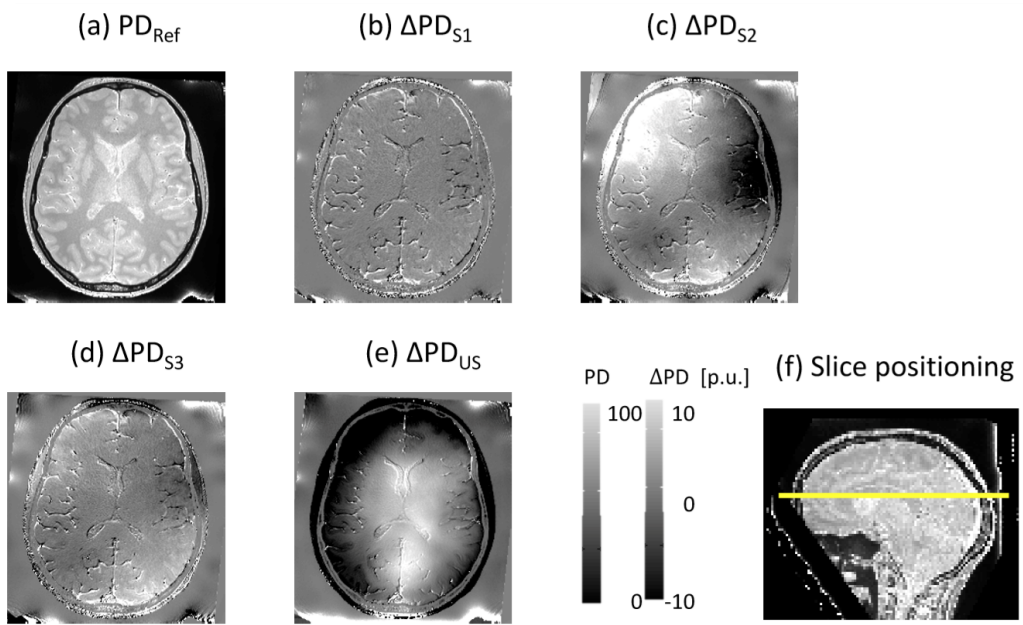 (a) PDRef
(b) ΔPDS1
(c) ΔPDS2
(d) ΔPDS3
(e) ΔPDUS
PD ΔPD [p.u.]
100 10
0
0 -10
(f) Slice positioning